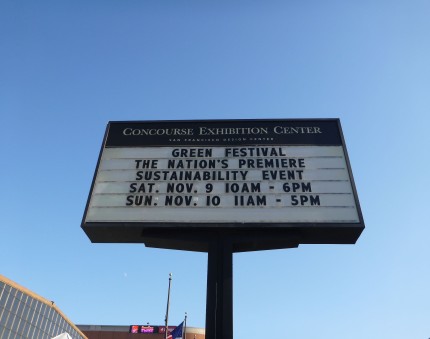 CONCOURSE EXHIBITION CENTER
SAN FRANCISCO DESIGN CENTER
GREEN FESTIVAL
THE NATION'S PREMIERE
SUSTAINABILITY EVENT
SAT. NOV. 9 10AM - 6PM
SUN. NOV. 10 11AM - 5PM